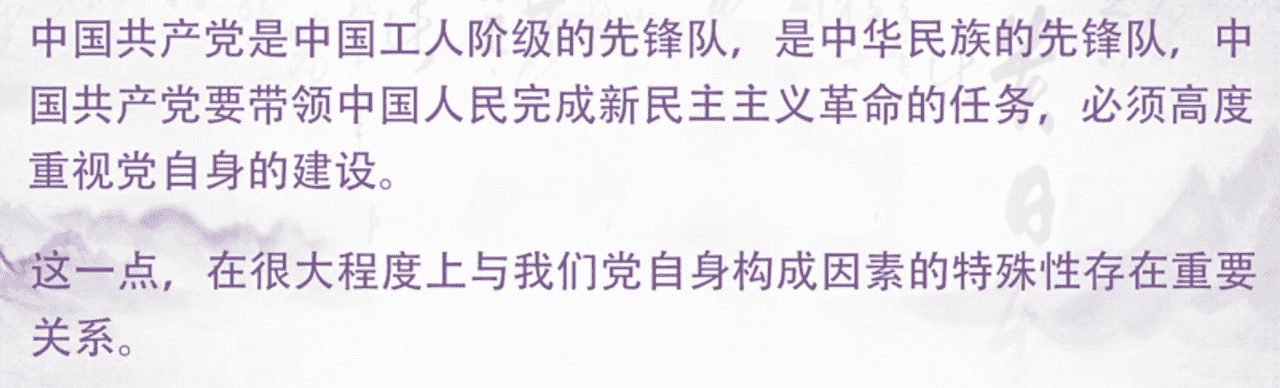 中国共产党是中国工人阶级的先锋队，是中华民族的先锋队，中
国共产党要带领中国人民完成新民主主义革命的任务，必须高度
重视党自身的建设。
这一点，在很大程度上与我们党自身构成因素的特殊性存在重要
关系。